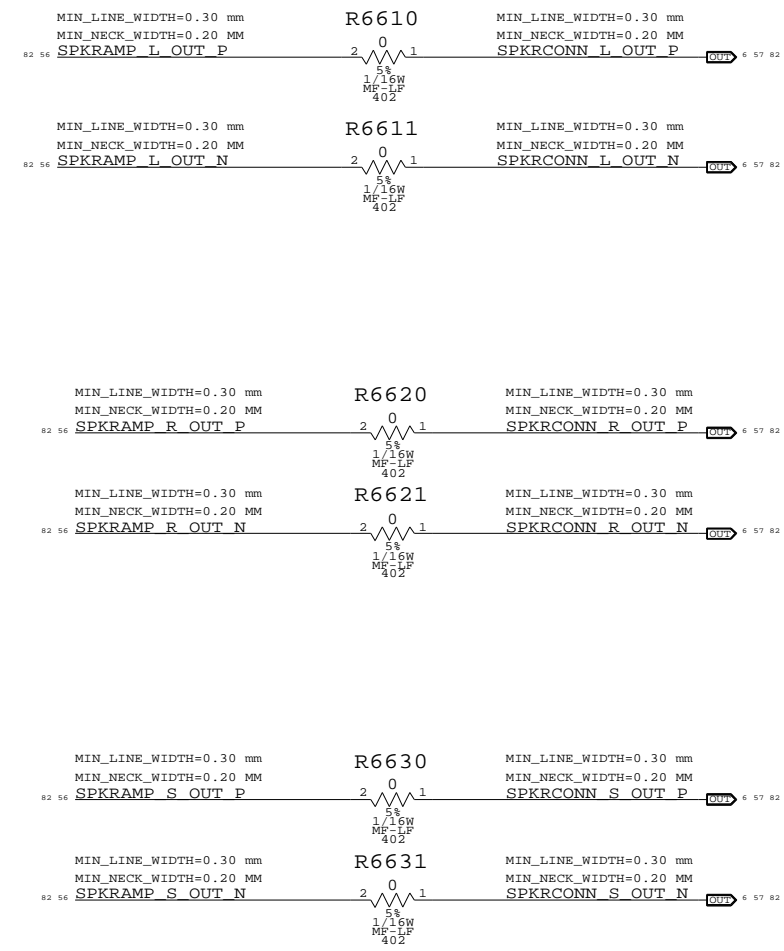 MIN_LINE_WIDTH=0.30 mm R6610 MIN_LINE_WIDTH=0.30 mm
MIN_NECK_WIDTH=0.20 MM 0 MIN_NECK_WIDTH=0.20 MM
82 56 SPKRAMP_L_OUT_P 2 1 SPKRCONN_L_OUT_P OUT 6 57 82
5%
1/16W
MF-LF
402
MIN_LINE_WIDTH=0.30 mm R6611 MIN_LINE_WIDTH=0.30 mm
MIN_NECK_WIDTH=0.20 MM 0 MIN_NECK_WIDTH=0.20 MM
82 56 SPKRAMP_L_OUT_N 2 1 SPKRCONN_L_OUT_N OUT 6 57 82
5%
1/16W
MF-LF
402
MIN_LINE_WIDTH=0.30 mm R6620 MIN_LINE_WIDTH=0.30 mm
MIN_NECK_WIDTH=0.20 MM 0 MIN_NECK_WIDTH=0.20 MM
82 56 SPKRAMP_R_OUT_P 2 1 SPKRCONN_R_OUT_P OUT 6 57 82
5%
1/16W
MF-LF
402
MIN_LINE_WIDTH=0.30 mm R6621 MIN_LINE_WIDTH=0.30 mm
MIN_NECK_WIDTH=0.20 MM 0 MIN_NECK_WIDTH=0.20 MM
82 56 SPKRAMP_R_OUT_N 2 1 SPKRCONN_R_OUT_N OUT 6 57 82
5%
1/16W
MF-LF
402
MIN_LINE_WIDTH=0.30 mm R6630 MIN_LINE_WIDTH=0.30 mm
MIN_NECK_WIDTH=0.20 MM 0 MIN_NECK_WIDTH=0.20 MM
82 56 SPKRAMP_S_OUT_P 2 1 SPKRCONN_S_OUT_P OUT 6 57 82
5%
1/16W
MF-LF
402
MIN_LINE_WIDTH=0.30 mm R6631 MIN_LINE_WIDTH=0.30 mm
MIN_NECK_WIDTH=0.20 MM 0 MIN_NECK_WIDTH=0.20 MM
82 56 SPKRAMP_S_OUT_N 2 1 SPKRCONN_S_OUT_N OUT 6 57 82
5%
1/16W
MF-LF
402